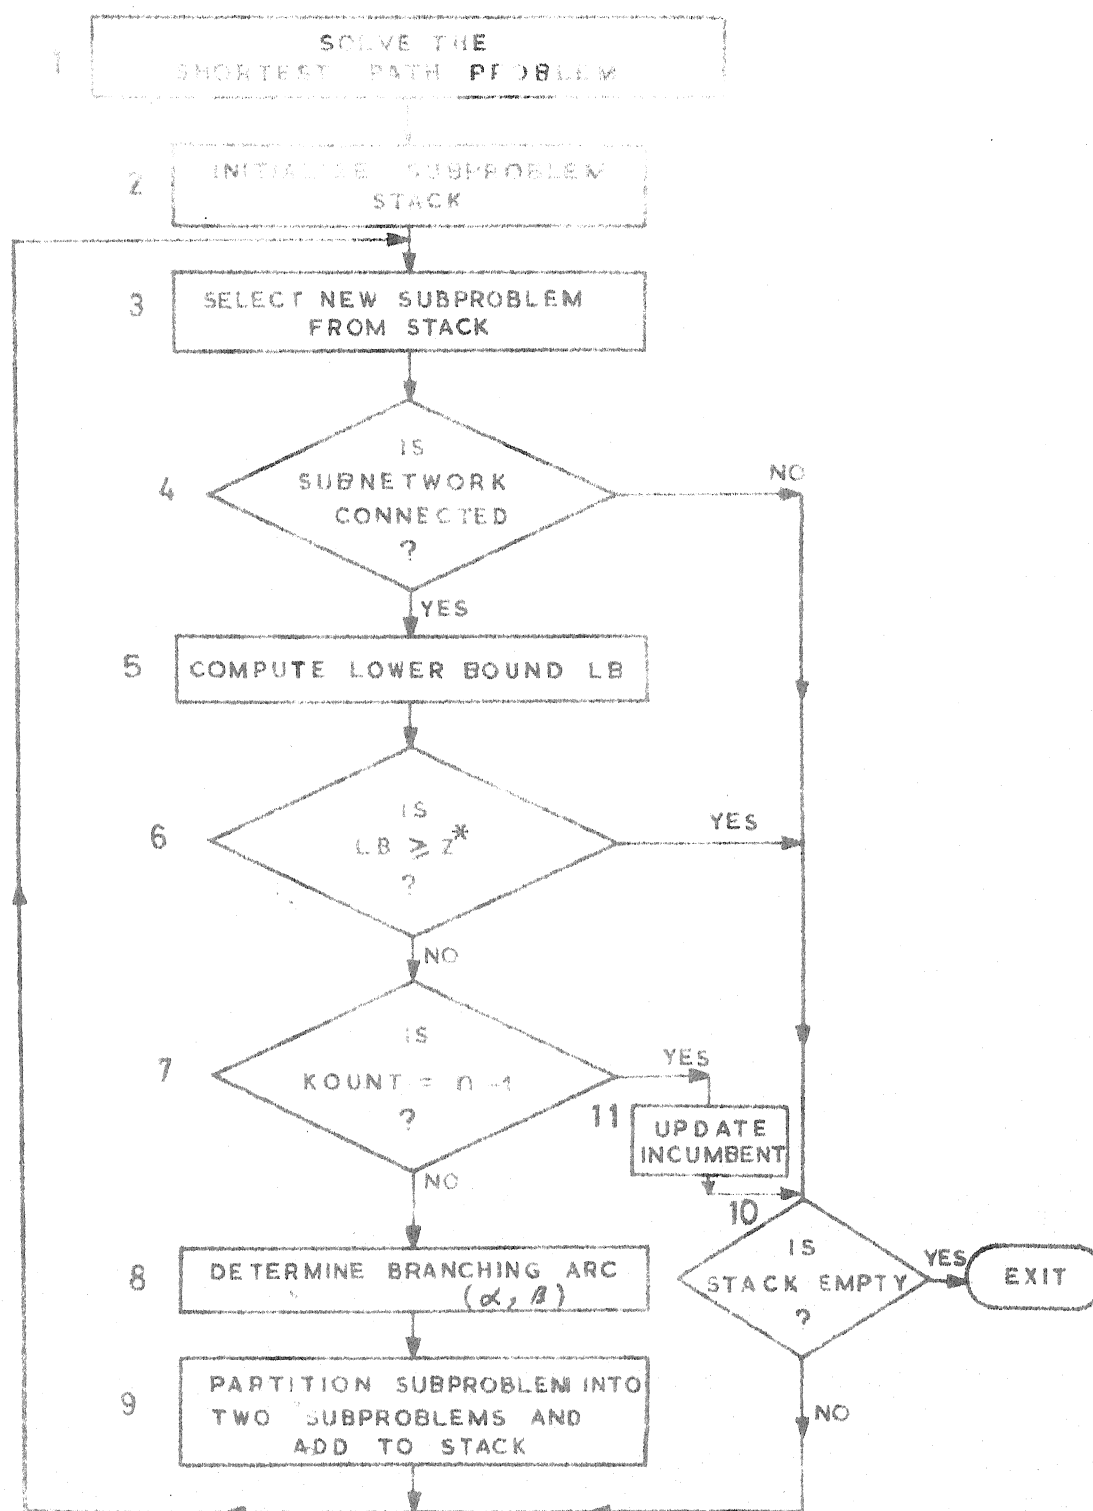 1
SOLVE THE
SHORTEST PATH PROBLEM
2
INITIALIZE SUBPROBLEM
STACK
3
SELECT NEW SUBPROBLEM
FROM STACK
4
IS
SUBNETWORK
CONNECTED
?
NO
YES
5
COMPUTE LOWER BOUND LB
6
IS
LB ⩾ Z*
?
YES
NO
7
IS
KOUNT = n -1
?
YES
NO
11
UPDATE
INCUMBENT
10
IS
STACK EMPTY
?
YES
EXIT
NO
8
DETERMINE BRANCHING ARC
(α, β)
9
PARTITION SUBPROBLEM INTO
TWO SUBPROBLEMS AND
ADD TO STACK